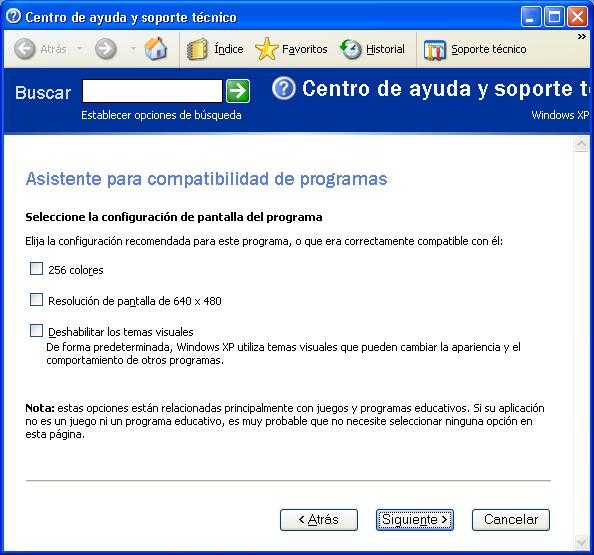 Centro de ayuda y soporte técnico
Atrás Índice Favoritos Historial Soporte técnico »
Buscar Centro de ayuda y soporte
Establecer opciones de búsqueda Windows XP
Asistente para compatibilidad de programas
Seleccione la configuración de pantalla del programa
Elija la configuración recomendada para este programa, o que era correctamente compatible con él:
256 colores
Resolución de pantalla de 640 x 480
Deshabilitar los temas visuales
De forma predeterminada, Windows XP utiliza temas visuales que pueden cambiar la apariencia y el
comportamiento de otros programas.
Nota: estas opciones están relacionadas principalmente con juegos y programas educativos. Si su aplicación
no es un juego ni un programa educativo, es muy probable que no necesite seleccionar ninguna opción en
esta página.
< Atrás Siguiente > Cancelar